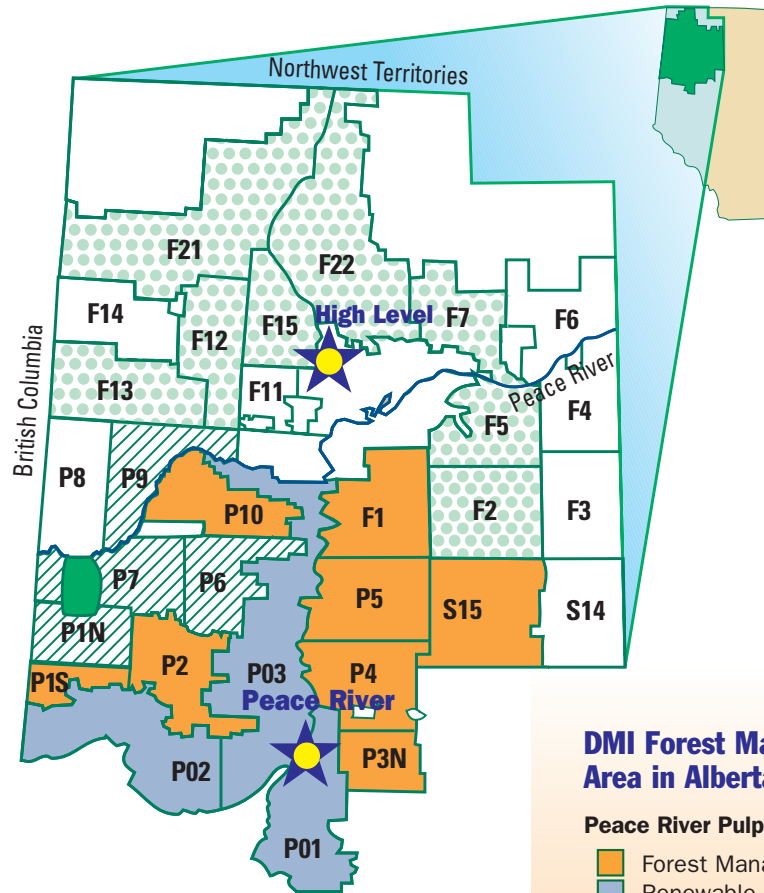 Northwest Territories
F21
F22
F14
F15
High Level
F7
F6
F12
British Columbia
F13
F11
Peace River
F4
F5
P8
P9
P10
F1
F2
F3
P7
P6
P5
S15
S14
P1N
P2
P03
P4
P1S
Peace River
P02
P3N
P01
DMI Forest Ma
Area in Alberta
Peace River Pulp
Forest Mana
Renewable